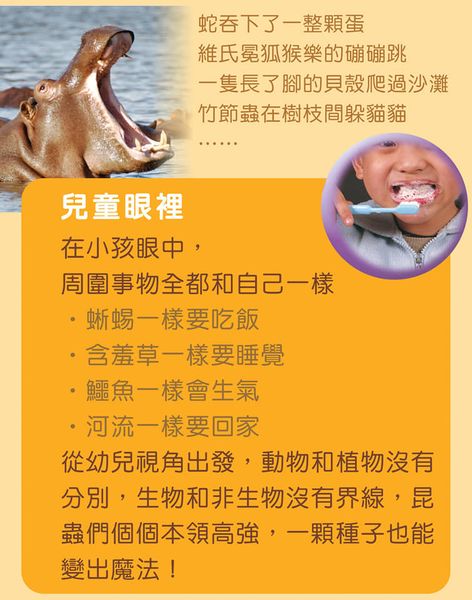 蛇吞下了一整顆蛋
維氏冕狐猴樂的蹦蹦跳
一隻長了腳的貝殼爬過沙灘
竹節蟲在樹枝間躲貓貓
……
兒童眼裡
在小孩眼中，
周圍事物全都和自己一樣
・蜥蜴一樣要吃飯
・含羞草一樣要睡覺
・鱷魚一樣會生氣
・河流一樣要回家
從幼兒視角出發，動物和植物沒有
分別，生物和非生物沒有界線，昆
蟲們個個本領高強，一顆種子也能
變出魔法！